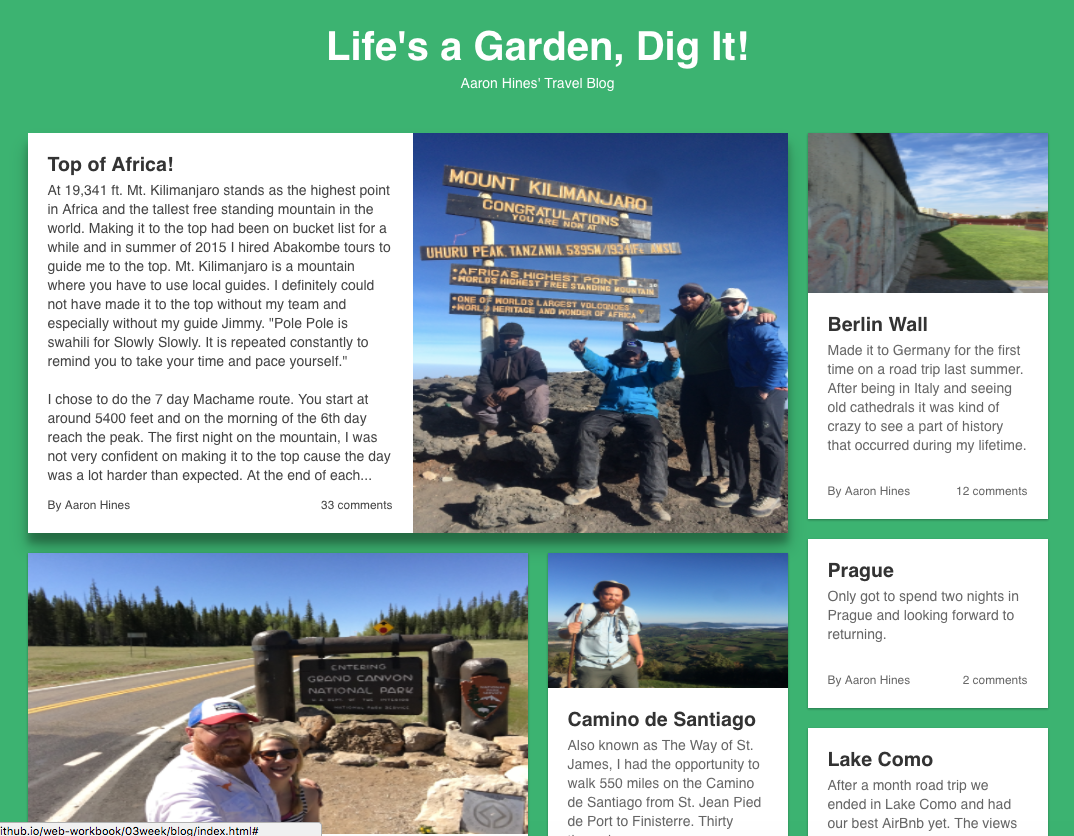 Life's a Garden, Dig It!
Aaron Hines' Travel Blog
Top of Africa!
At 19,341 ft. Mt. Kilimanjaro stands as the highest point
in Africa and the tallest free standing mountain in the
world. Making it to the top had been on bucket list for a
while and in summer of 2015 I hired Abakombe tours to
guide me to the top. Mt. Kilimanjaro is a mountain
where you have to use local guides. I definitely could
not have made it to the top without my team and
especially without my guide Jimmy. "Pole Pole is
swahili for Slowly Slowly. It is repeated constantly to
remind you to take your time and pace yourself."
I chose to do the 7 day Machame route. You start at
around 5400 feet and on the morning of the 6th day
reach the peak. The first night on the mountain, I was
not very confident on making it to the top cause the day
was a lot harder than expected. At the end of each...
By Aaron Hines
33 comments
MOUNT KILIMANJARO
CONGRATULATIONS
YOU ARE NOW AT
UHURU PEAK, TANZANIA 5895M/19341Ft. AMSL
•AFRICA'S HIGHEST POINT
•WORLD'S HIGHEST FREE STANDING MOUNTAIN
•ONE OF WORLD'S LARGEST VOLCANOES
•WORLD HERITAGE AND WONDER OF AFRICA
Berlin Wall
Made it to Germany for the first
time on a road trip last summer.
After being in Italy and seeing
old cathedrals it was kind of
crazy to see a part of history
that occurred during my lifetime.
By Aaron Hines
12 comments
Prague
Only got to spend two nights in
Prague and looking forward to
returning.
By Aaron Hines
2 comments
ENTERING
GRAND CANYON
NATIONAL PARK
Camino de Santiago
Also known as The Way of St.
James, I had the opportunity to
walk 550 miles on the Camino
de Santiago from St. Jean Pied
de Port to Finisterre. Thirty
Lake Como
After a month road trip we
ended in Lake Como and had
our best AirBnb yet. The views
ithub.io/web-workbook/03week/blog/index.html#